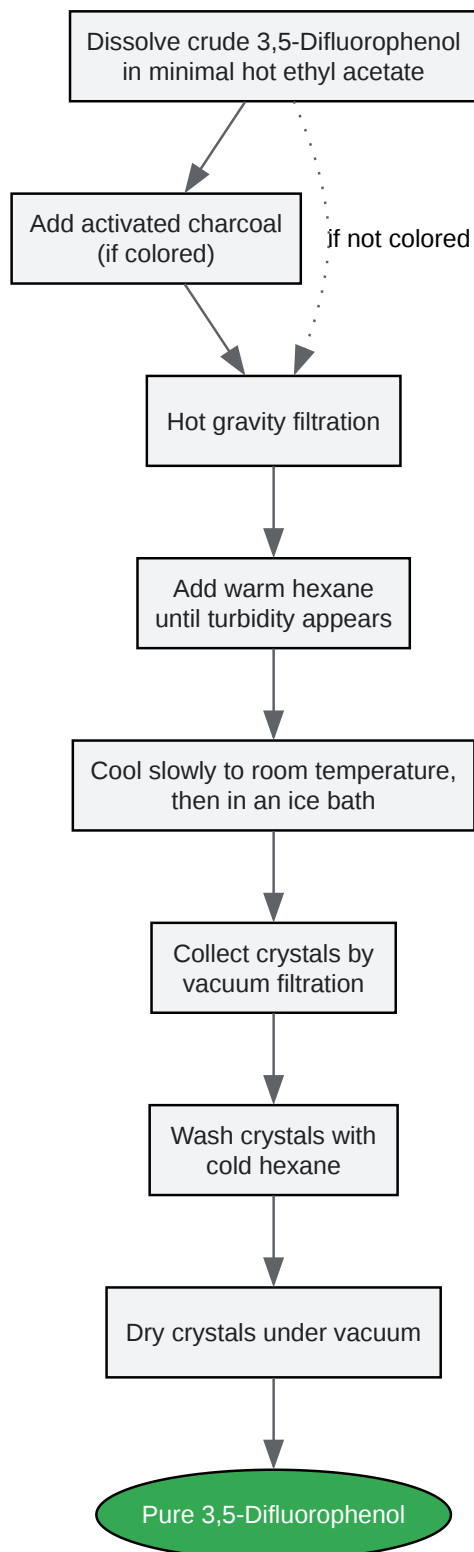 Dissolve crude 3,5-Difluorophenol
in minimal hot ethyl acetate
Add activated charcoal
(if colored)
if not colored
Hot gravity filtration
Add warm hexane
until turbidity appears
Cool slowly to room temperature,
then in an ice bath
Collect crystals by
vacuum filtration
Wash crystals with
cold hexane
Dry crystals under vacuum
Pure 3,5-Difluorophenol